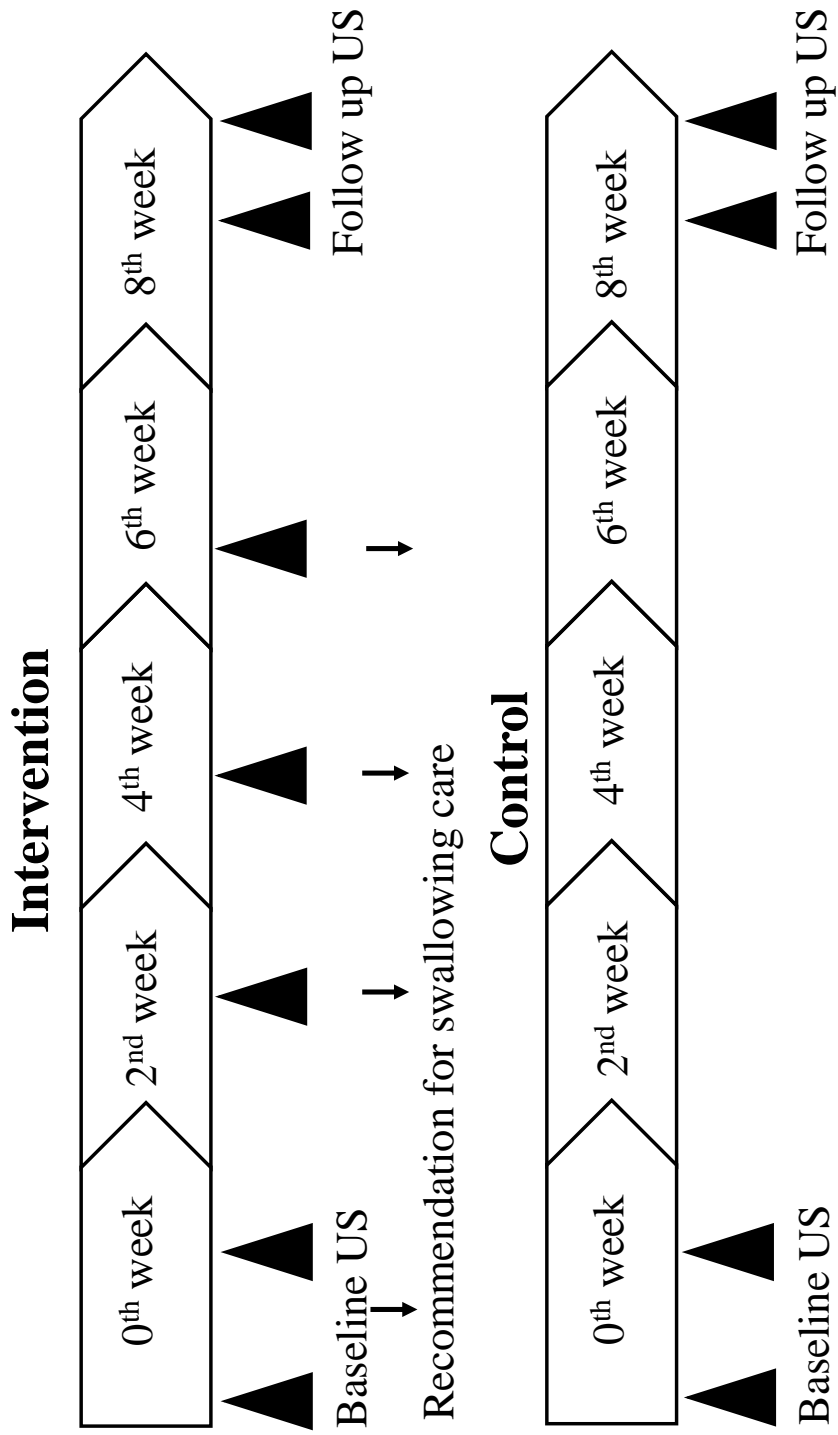 Intervention
0th week
2nd week
4th week
6th week
8th week
Baseline US
Follow up US
Recommendation for swallowing care
Control
0th week
2nd week
4th week
6th week
8th week
Baseline US
Follow up US